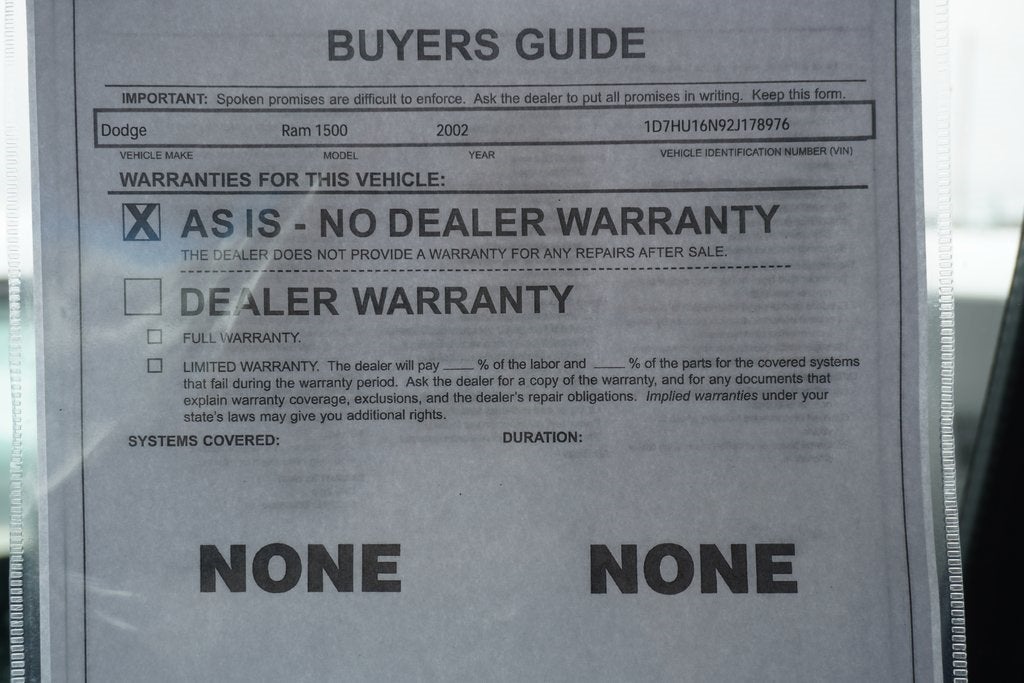 BUYERS GUIDE
IMPORTANT: Spoken promises are difficult to enforce. Ask the dealer to put all promises in writing. Keep this form.
Dodge Ram 1500 2002 1D7HU16N92J178976
VEHICLE MAKE MODEL YEAR VEHICLE IDENTIFICATION NUMBER (VIN)
WARRANTIES FOR THIS VEHICLE:
X AS IS - NO DEALER WARRANTY
THE DEALER DOES NOT PROVIDE A WARRANTY FOR ANY REPAIRS AFTER SALE.
DEALER WARRANTY
FULL WARRANTY.
LIMITED WARRANTY. The dealer will pay ____ % of the labor and ____ % of the parts for the covered systems
that fail during the warranty period. Ask the dealer for a copy of the warranty, and for any documents that
explain warranty coverage, exclusions, and the dealer's repair obligations. Implied warranties under your
state's laws may give you additional rights.
SYSTEMS COVERED: DURATION:
NONE NONE